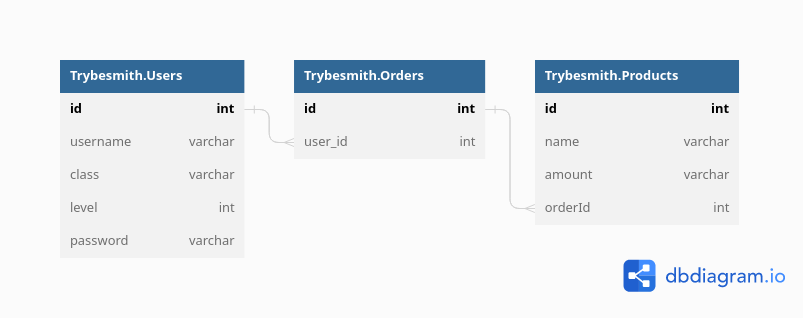 Trybesmith.Users
id int
username varchar
class varchar
level int
password varchar
Trybesmith.Orders
id int
user_id int
Trybesmith.Products
id int
name varchar
amount varchar
orderId int
dbdiagram.io